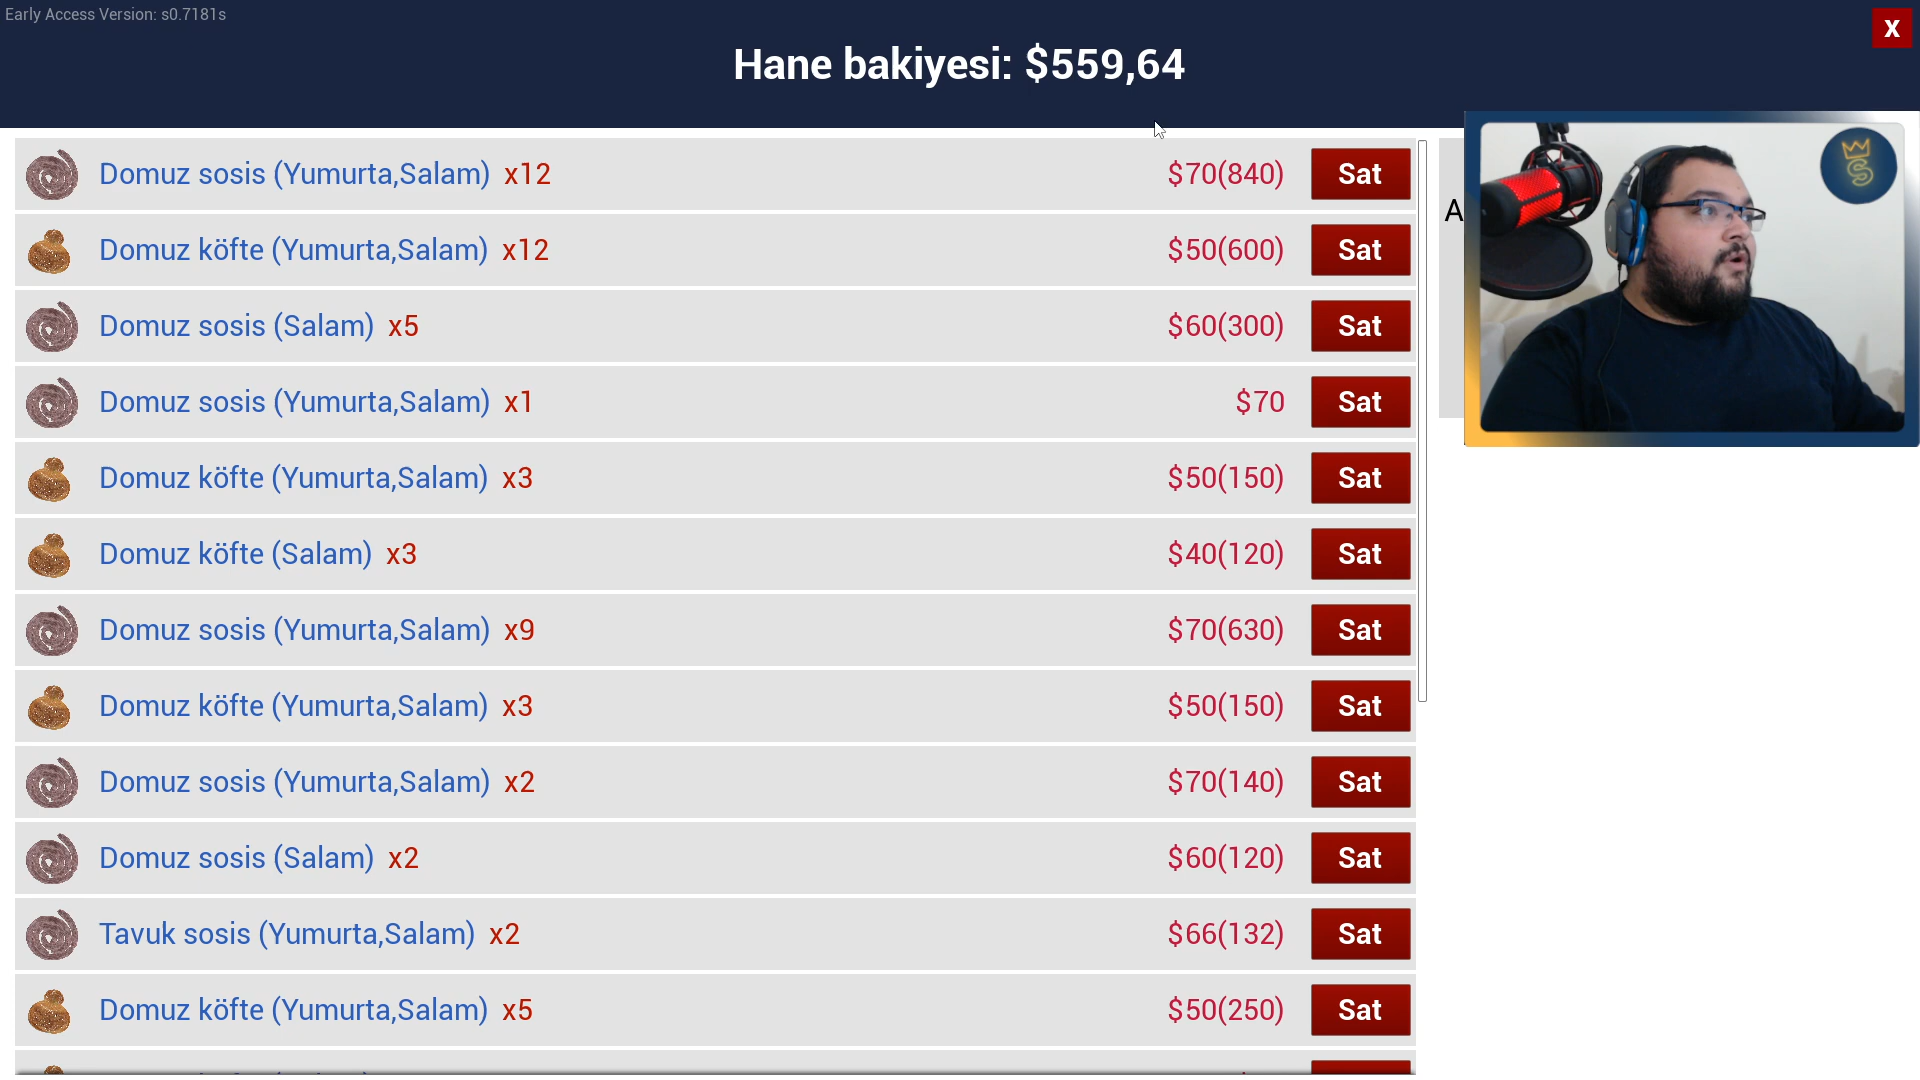 Early Access Version: s0.7181s
X
Hane bakiyesi: $559,64
Domuz sosis (Yumurta,Salam) x12 $70(840) Sat
Domuz köfte (Yumurta,Salam) x12 $50(600) Sat
Domuz sosis (Salam) x5 $60(300) Sat
Domuz sosis (Yumurta,Salam) x1 $70 Sat
Domuz köfte (Yumurta,Salam) x3 $50(150) Sat
Domuz köfte (Salam) x3 $40(120) Sat
Domuz sosis (Yumurta,Salam) x9 $70(630) Sat
Domuz köfte (Yumurta,Salam) x3 $50(150) Sat
Domuz sosis (Yumurta,Salam) x2 $70(140) Sat
Domuz sosis (Salam) x2 $60(120) Sat
Tavuk sosis (Yumurta,Salam) x2 $66(132) Sat
Domuz köfte (Yumurta,Salam) x5 $50(250) Sat
A
S